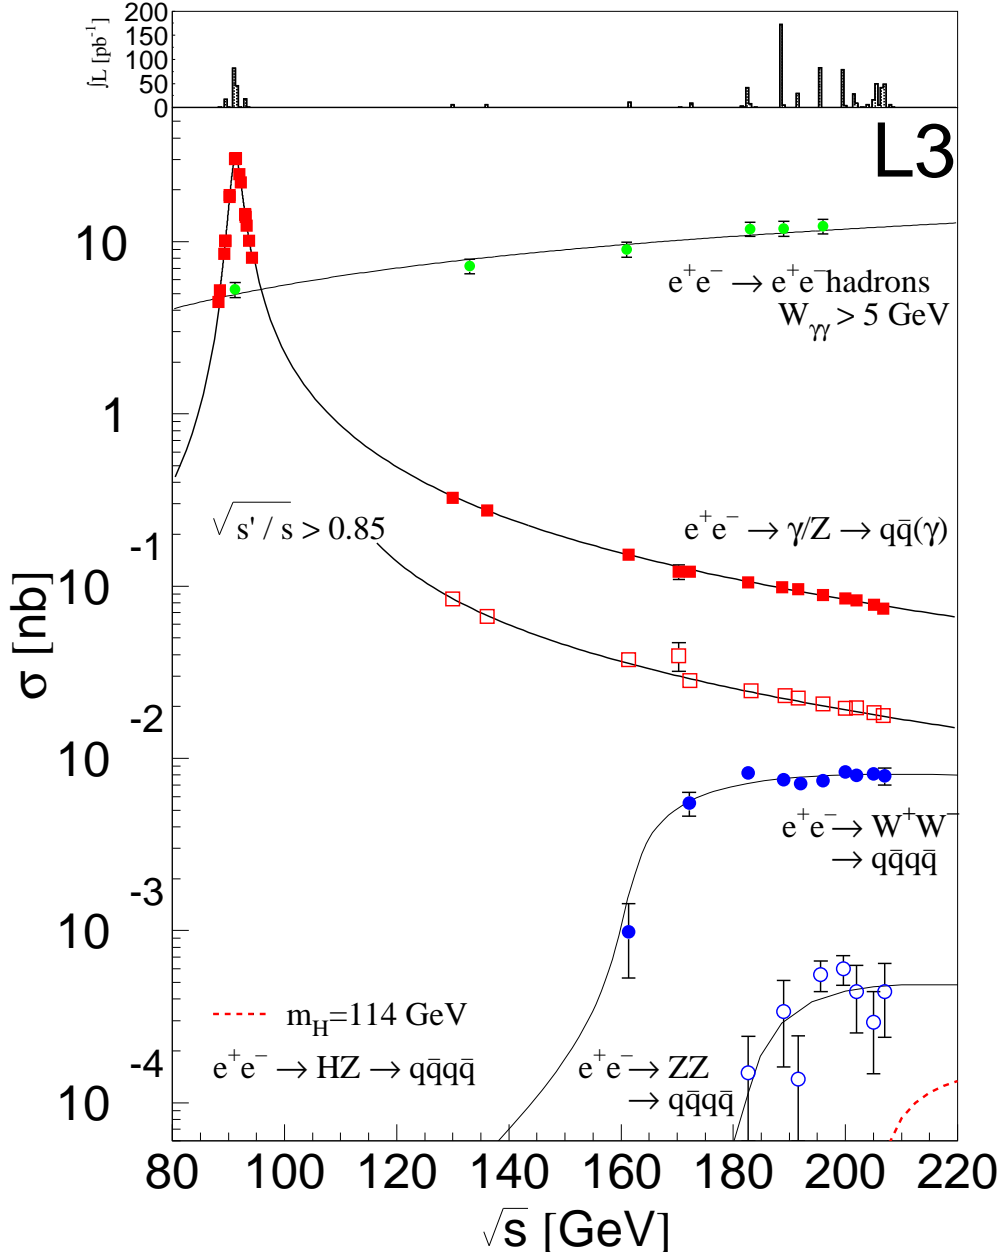 ∫L [pb⁻¹]
200
150
100
50
0
L3
10
e⁺e⁻ → e⁺e⁻hadrons
W_γγ > 5 GeV
1
√s'/s > 0.85
e⁺e⁻ → γ/Z → qq̄(γ)
10⁻¹
σ [nb]
10⁻²
e⁺e⁻ → W⁺W⁻
→ qq̄qq̄
10⁻³
m_H=114 GeV
e⁺e⁻ → HZ → qq̄qq̄
e⁺e⁻ → ZZ
→ qq̄qq̄
10⁻⁴
80 100 120 140 160 180 200 220
√s [GeV]